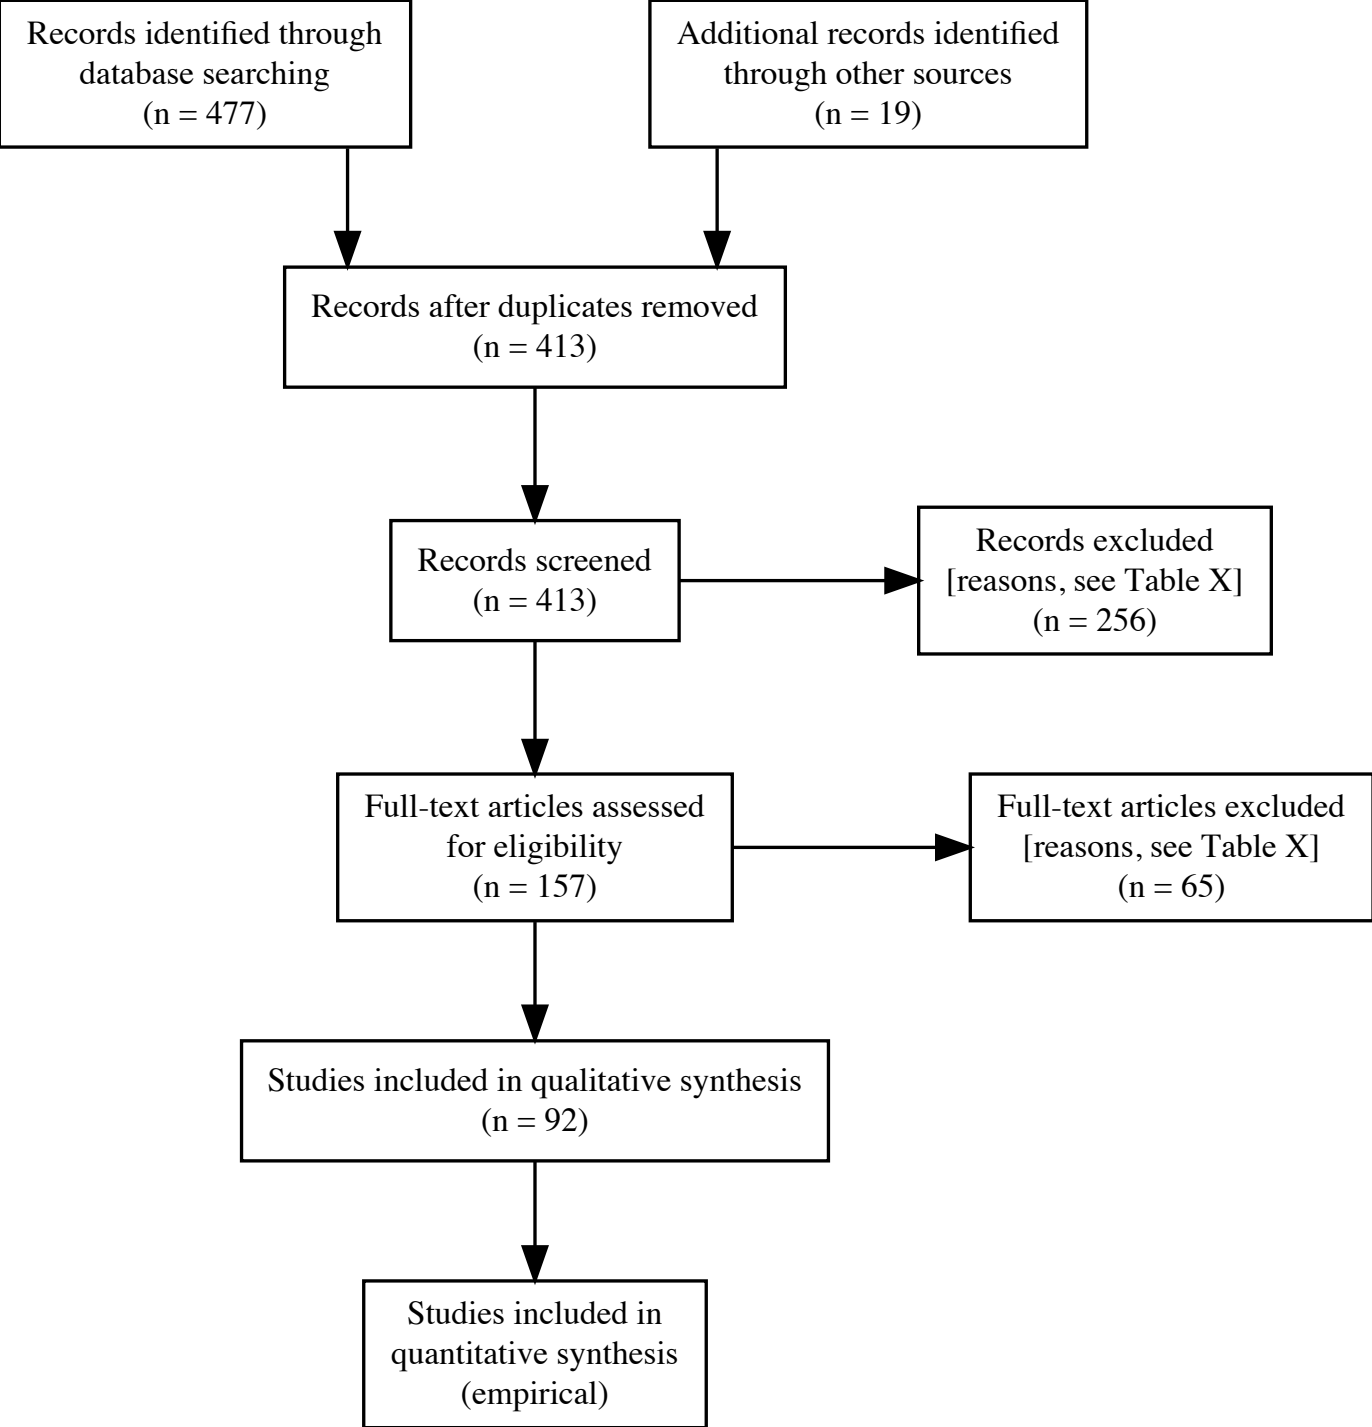 Records identified through
database searching
(n = 477)
Additional records identified
through other sources
(n = 19)
Records after duplicates removed
(n = 413)
Records screened
(n = 413)
Records excluded
[reasons, see Table X]
(n = 256)
Full-text articles assessed
for eligibility
(n = 157)
Full-text articles excluded
[reasons, see Table X]
(n = 65)
Studies included in qualitative synthesis
(n = 92)
Studies included in
quantitative synthesis
(empirical)